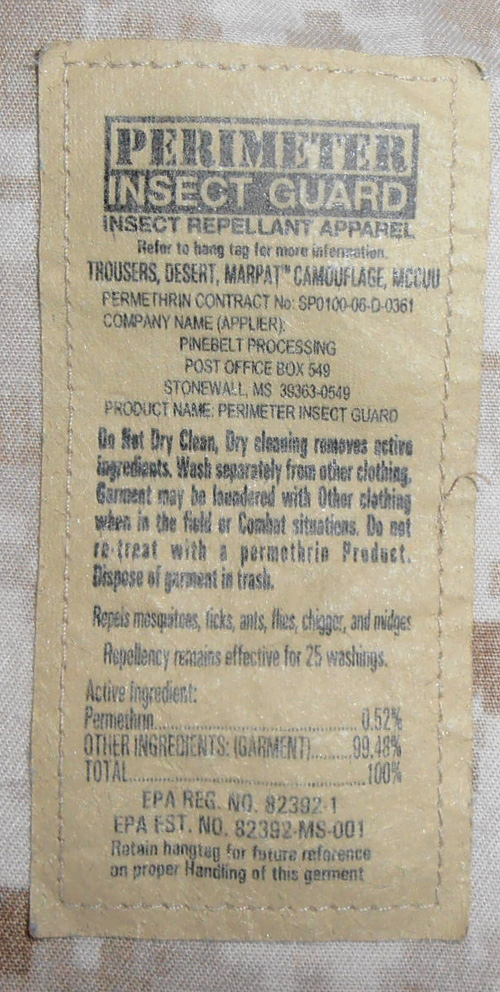 PERIMETER
INSECT GUARD
INSECT REPELLANT APPAREL
Refer to hang tag for more information.
TROUSERS, DESERT, MARPAT™ CAMOUFLAGE, MCCUU
PERMETHRIN CONTRACT No: SP0100-06-D-0361
COMPANY NAME (APPLIER):
PINEBELT PROCESSING
POST OFFICE BOX 549
STONEWALL, MS 39363-0549
PRODUCT NAME: PERIMETER INSECT GUARD
Do Not Dry Clean, Dry cleaning removes active
ingredients. Wash separately from other clothing,
Garment may be laundered with Other clothing
when in the field or Combat situations. Do not
re-treat with a permethrin Product.
Dispose of garment in trash.
Repels mosquitoes, ticks, ants, flies, chigger, and midges
Repellency remains effective for 25 washings.
Active Ingredient:
Permethrin..............................0.52%
OTHER INGREDIENTS: (GARMENT).......99.48%
TOTAL......................................100%
EPA REG. NO. 82392-1
EPA EST. NO. 82392-MS-001
Retain hangtag for future reference
on proper Handling of this garment